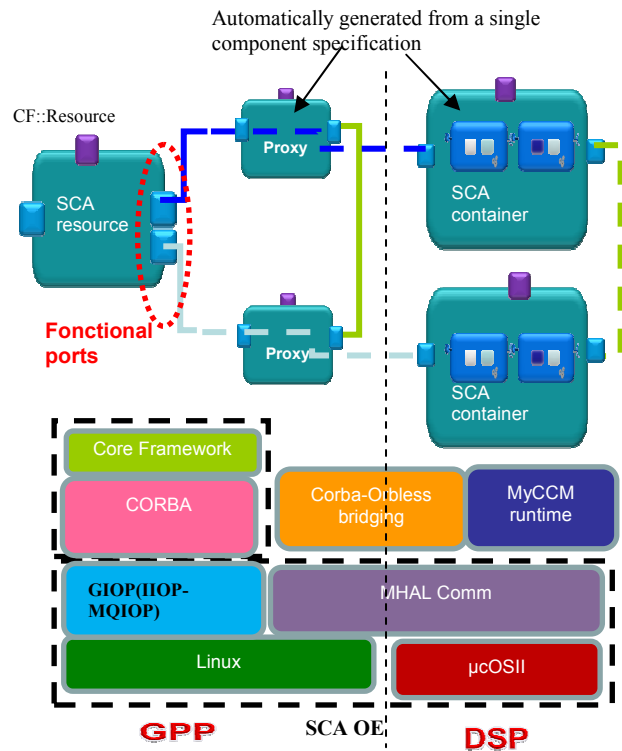 Automatically generated from a single
component specification
CF::Resource
Proxy
SCA
resource
SCA
container
Fonctional
ports
Proxy
SCA
container
Core Framework
CORBA
Corba-Orbless
bridging
MyCCM
runtime
GIOP(IIOP-
MQIOP)
MHAL Comm
Linux
µcOSII
GPP
SCA OE
DSP